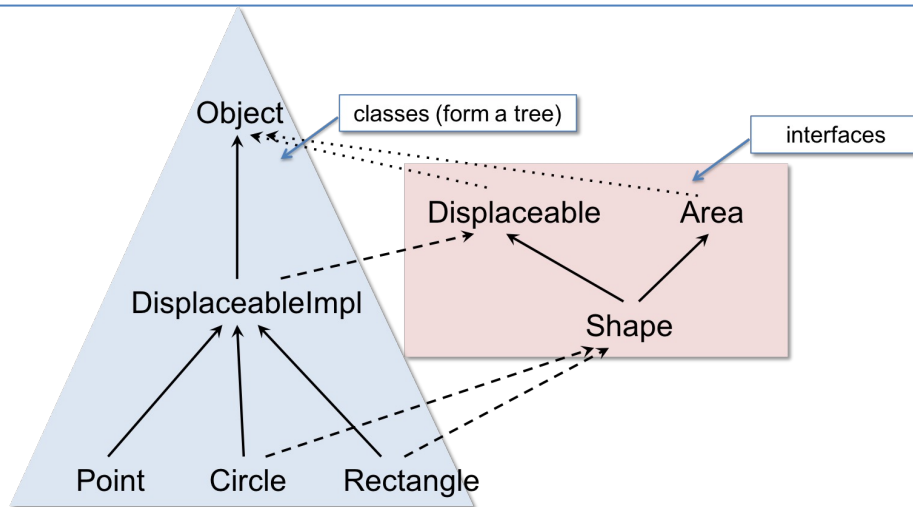 Object
classes (form a tree)
interfaces
Displaceable
Area
DisplaceableImpl
Shape
Point
Circle
Rectangle